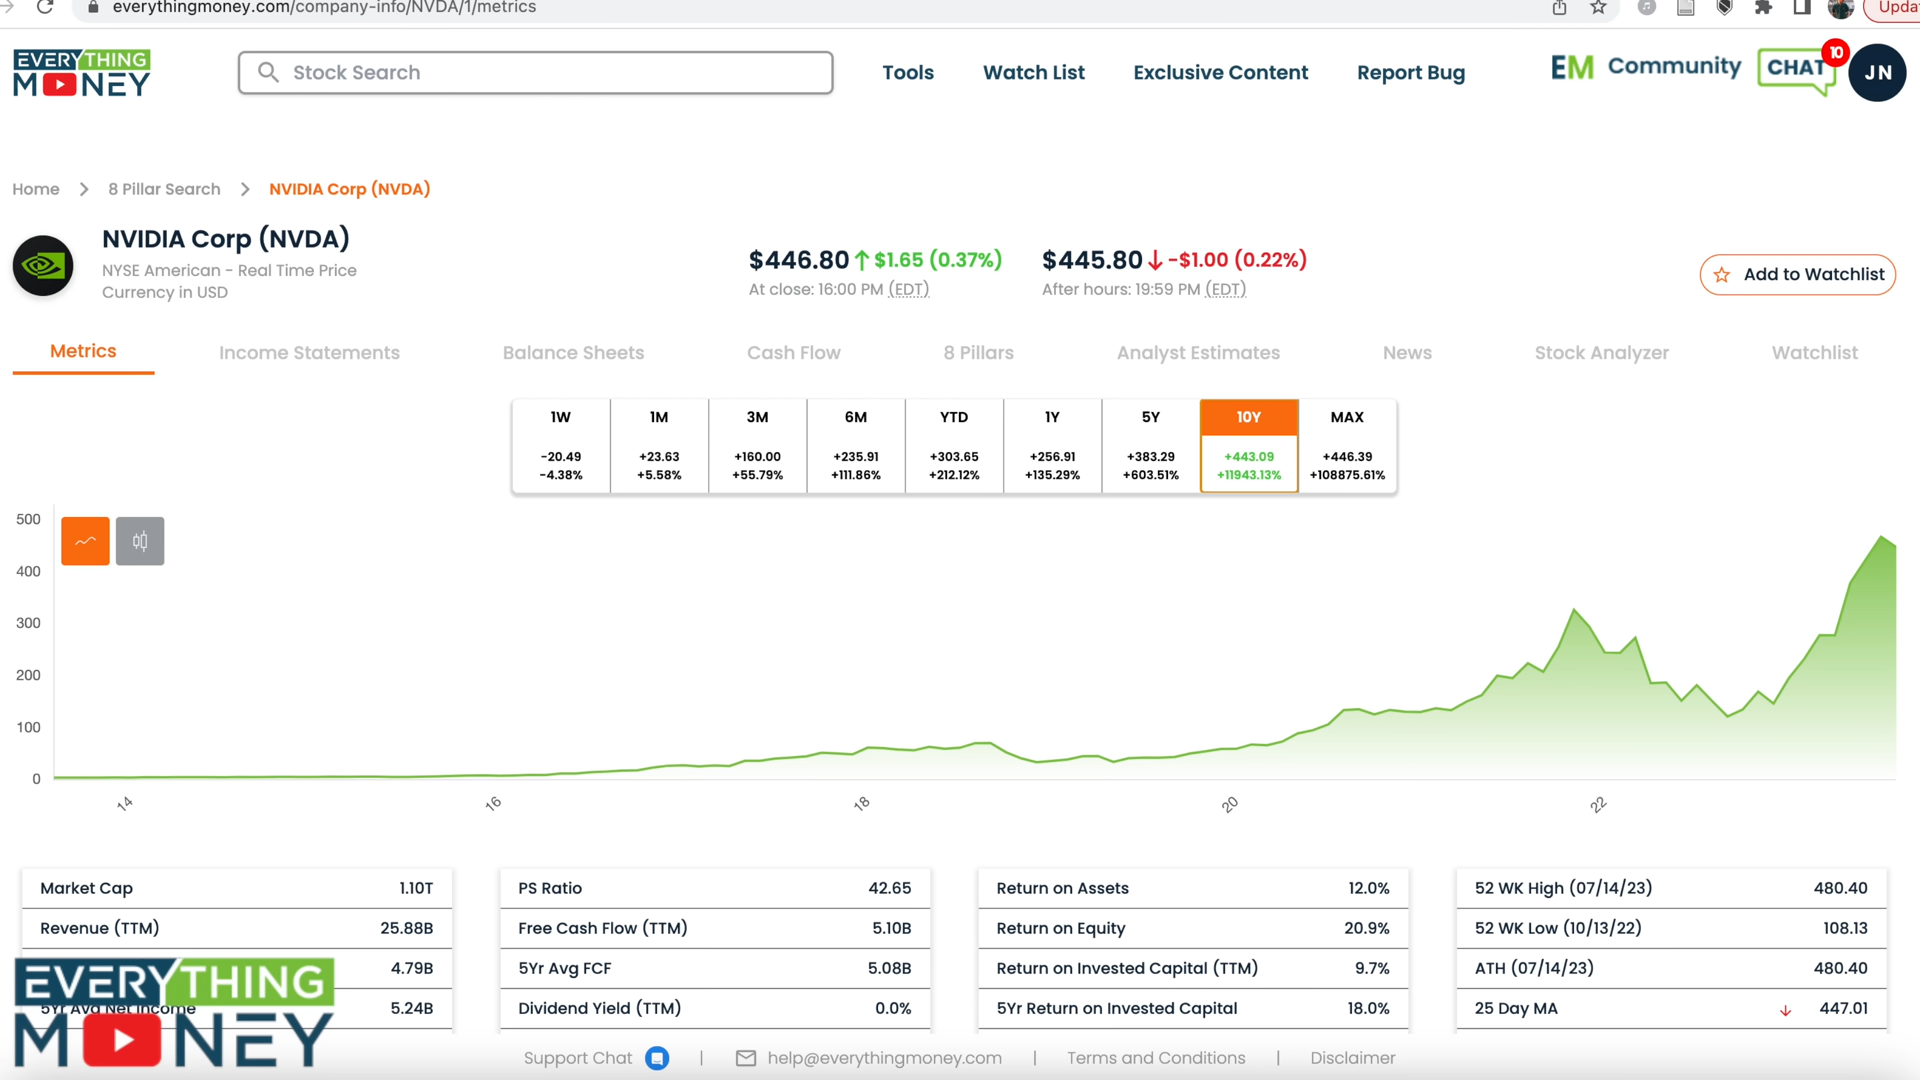 everythingmoney.com/company-info/NVDA/1/metrics
Upda
EVERYTHING
MONEY
Stock Search
Tools
Watch List
Exclusive Content
Report Bug
EM Community
CHAT
10
JN
Home > 8 Pillar Search > NVIDIA Corp (NVDA)
NVIDIA Corp (NVDA)
NYSE American - Real Time Price
Currency in USD
$446.80 ↑ $1.65 (0.37%)
At close: 16:00 PM (EDT)
$445.80 ↓ -$1.00 (0.22%)
After hours: 19:59 PM (EDT)
Add to Watchlist
Metrics
Income Statements
Balance Sheets
Cash Flow
8 Pillars
Analyst Estimates
News
Stock Analyzer
Watchlist
1W 1M 3M 6M YTD 1Y 5Y 10Y MAX
-20.49 +23.63 +160.00 +235.91 +303.65 +256.91 +383.29 +443.09 +446.39
-4.38% +5.58% +55.79% +111.86% +212.12% +135.29% +603.51% +11943.13% +108875.61%
500
400
300
200
100
0
14 16 18 20 22
Market Cap 1.10T
Revenue (TTM) 25.88B
4.79B
5Yr Avg Net Income 5.24B
PS Ratio 42.65
Free Cash Flow (TTM) 5.10B
5Yr Avg FCF 5.08B
Dividend Yield (TTM) 0.0%
Return on Assets 12.0%
Return on Equity 20.9%
Return on Invested Capital (TTM) 9.7%
5Yr Return on Invested Capital 18.0%
52 WK High (07/14/23) 480.40
52 WK Low (10/13/22) 108.13
ATH (07/14/23) 480.40
25 Day MA ↓ 447.01
EVERYTHING
MONEY
Support Chat | help@everythingmoney.com | Terms and Conditions | Disclaimer